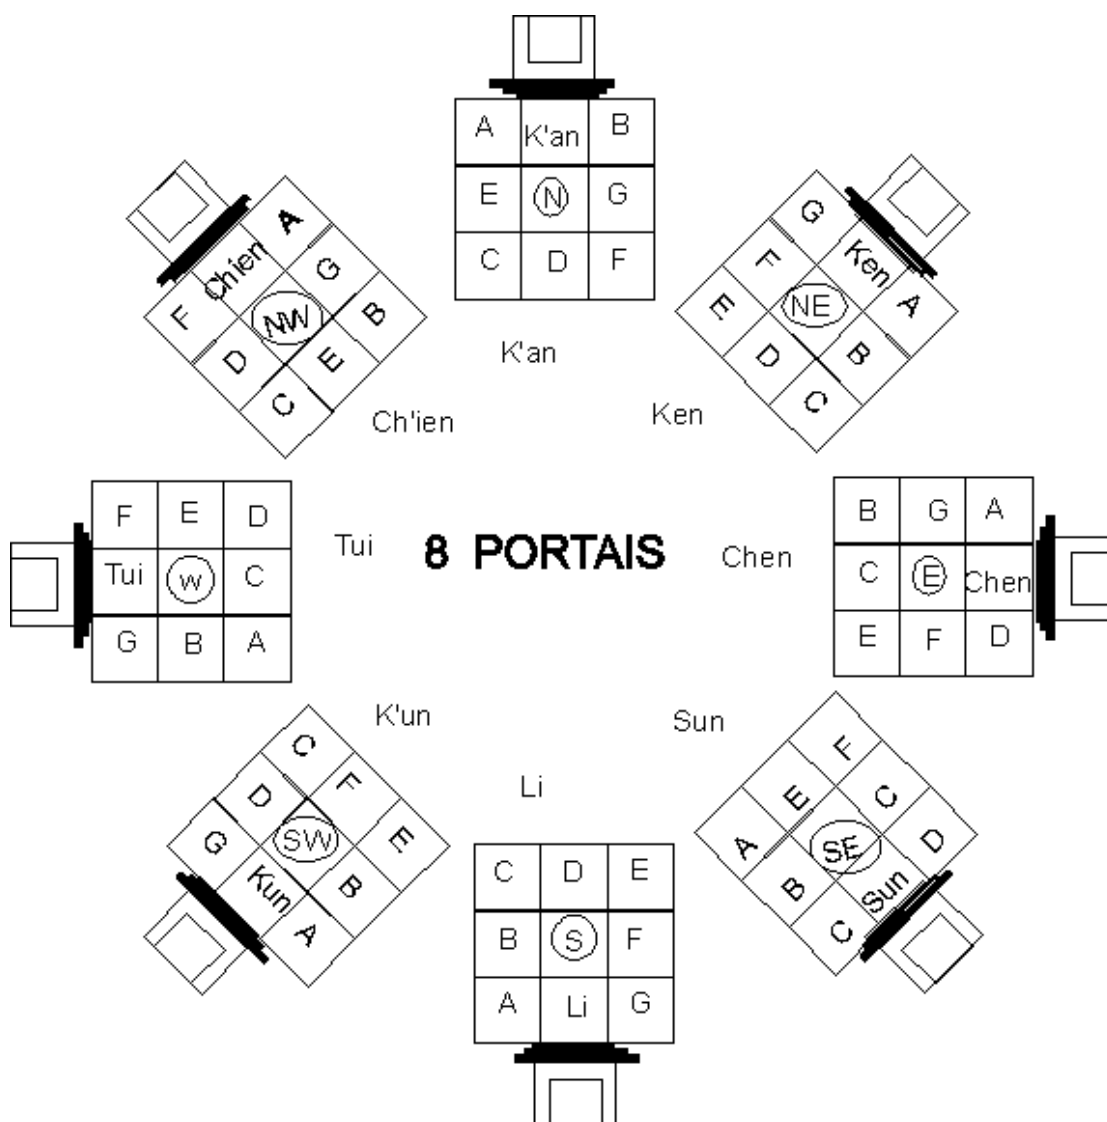 A K'an B
E N G
C D F
K'an
A
Chien G
F NW B
D E
C
Ch'ien
G
F Ken
E NE A
D B
C
Ken
F E D
Tui W C
G B A
Tui
8 PORTAIS
Chen
B G A
C E Chen
E F D
K'un
C
D F
G SW E
Kun B
A
Sun
F
E C
A SE D
B Sun
C
Li
C D E
B S F
A Li G